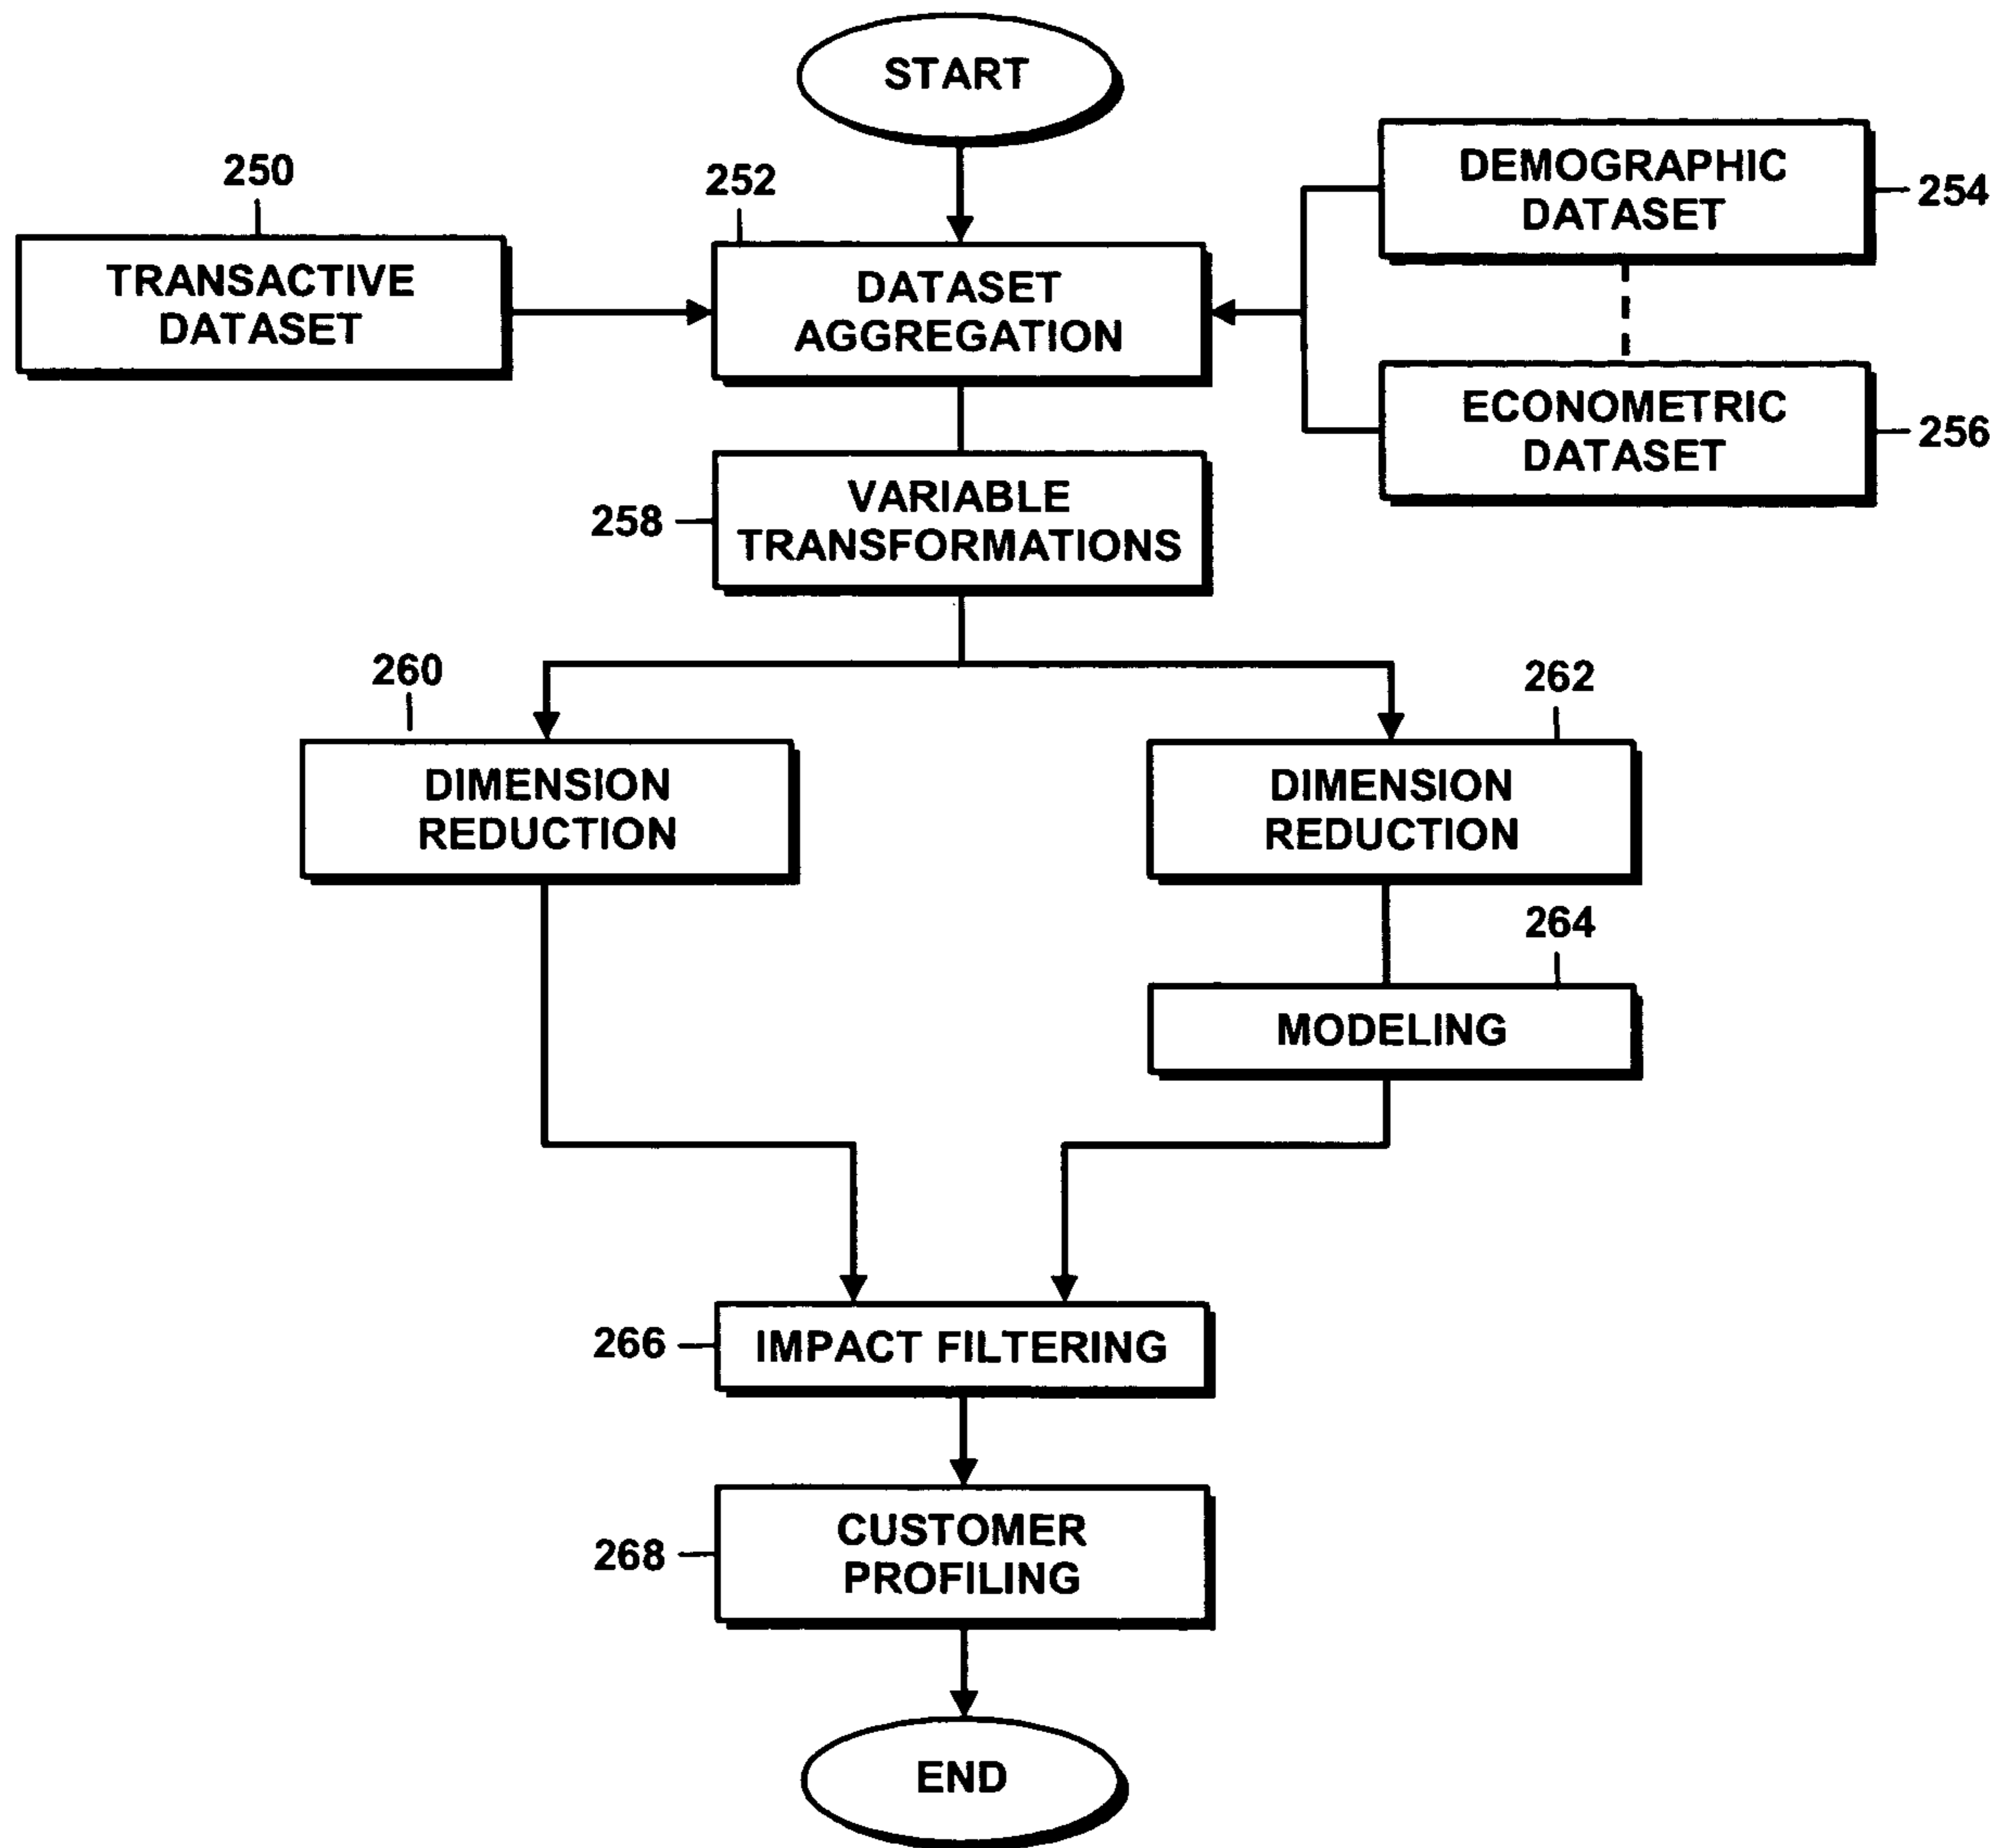 START
250
TRANSACTIVE
DATASET
252
DATASET
AGGREGATION
DEMOGRAPHIC
DATASET
254
ECONOMETRIC
DATASET
256
258
VARIABLE
TRANSFORMATIONS
260
DIMENSION
REDUCTION
262
DIMENSION
REDUCTION
264
MODELING
266
IMPACT FILTERING
268
CUSTOMER
PROFILING
END